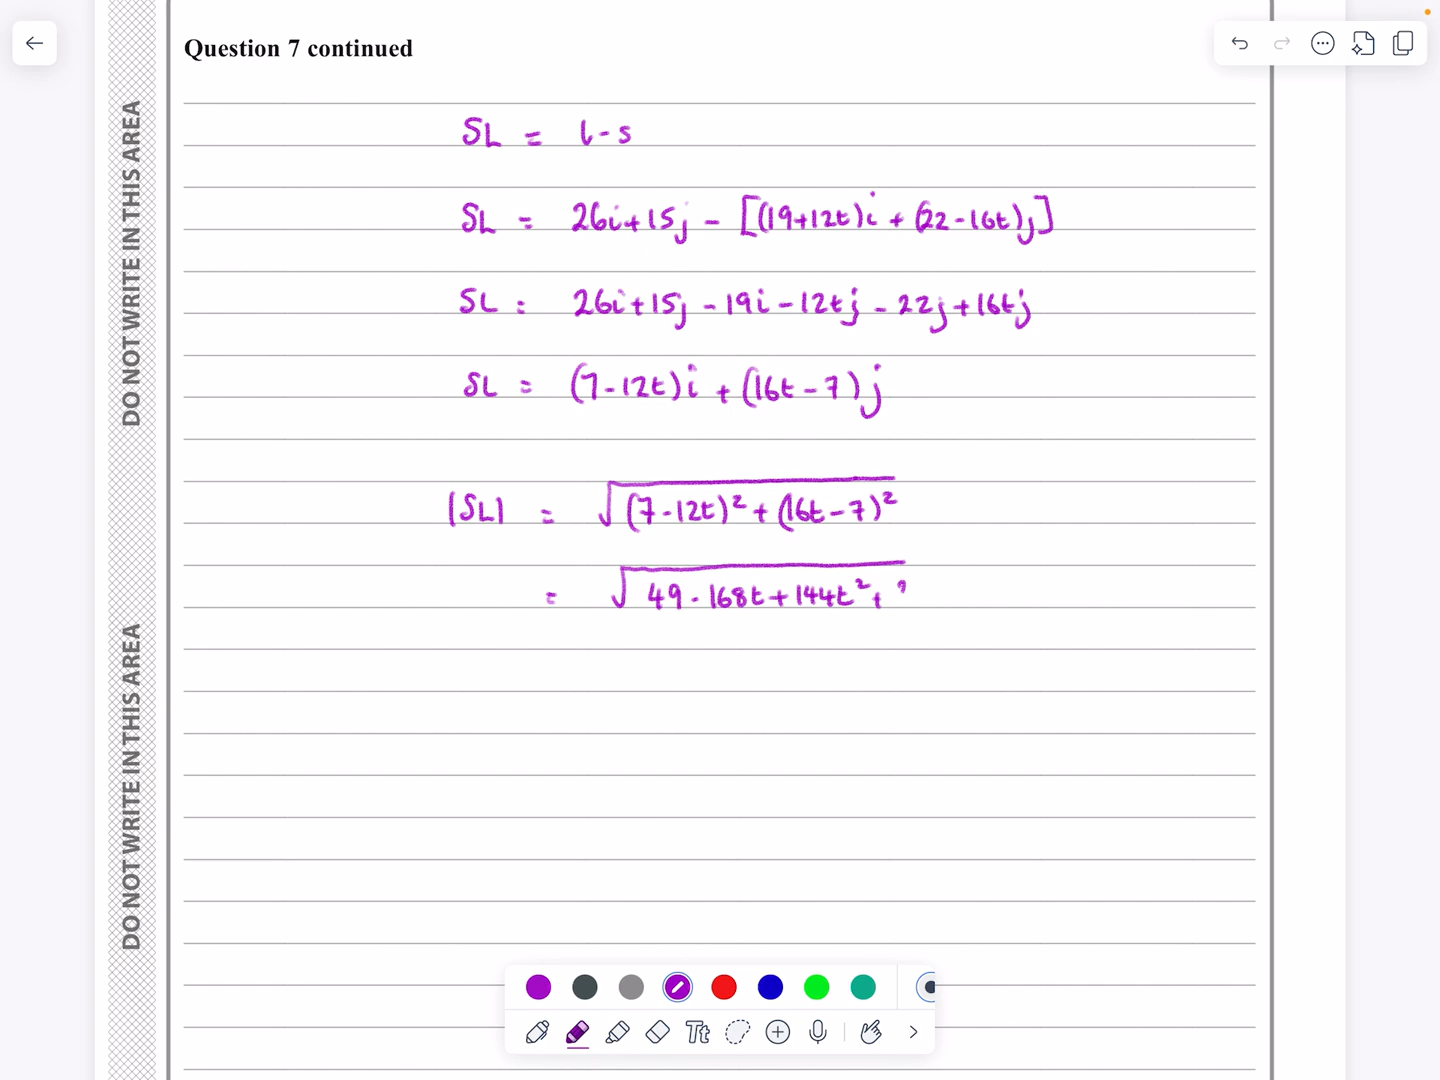 Question 7 continued
DO NOT WRITE IN THIS AREA
DO NOT WRITE IN THIS AREA
SL = l - s
SL = 26i + 15j - [(19+12t)i + (22-16t)j]
SL = 26i + 15j - 19i - 12tj - 22j + 16tj
SL = (7-12t)i + (16t-7)j
|SL| = √(7-12t)² + (16t-7)²
= √49 - 168t + 144t² +
Tt